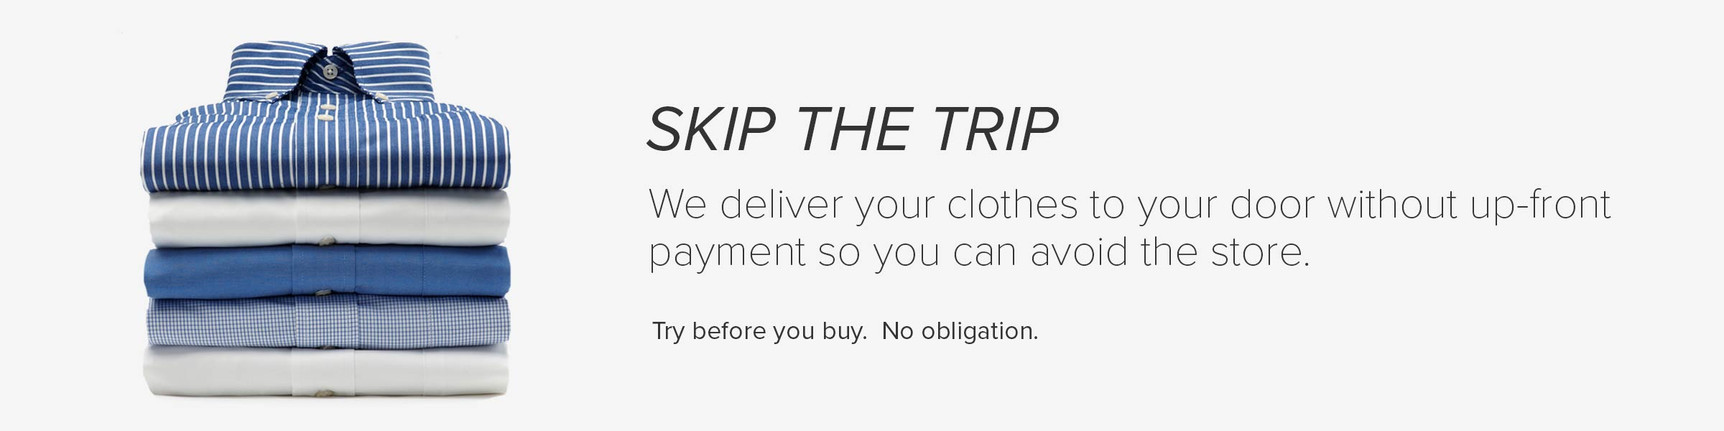 SKIP THE TRIP
We deliver your clothes to your door without up-front
payment so you can avoid the store.
Try before you buy.  No obligation.